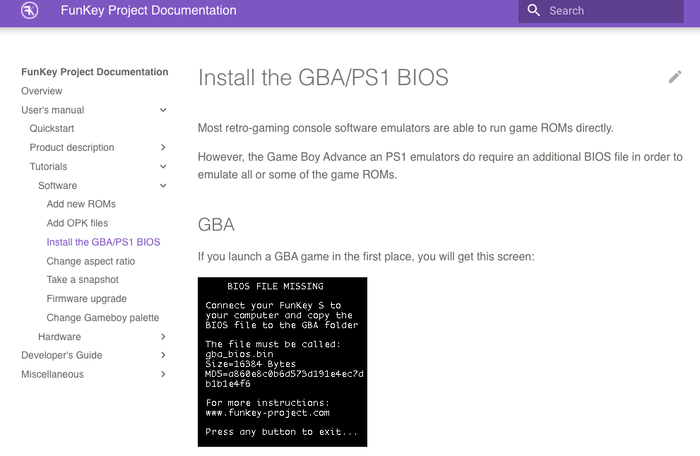 FunKey Project Documentation
Search
FunKey Project Documentation
Overview
User's manual
Quickstart
Product description
Tutorials
Software
Add new ROMs
Add OPK files
Install the GBA/PS1 BIOS
Change aspect ratio
Take a snapshot
Firmware upgrade
Change Gameboy palette
Hardware
Developer's Guide
Miscellaneous
Install the GBA/PS1 BIOS
Most retro-gaming console software emulators are able to run game ROMs directly.
However, the Game Boy Advance an PS1 emulators do require an additional BIOS file in order to
emulate all or some of the game ROMs.
GBA
If you launch a GBA game in the first place, you will get this screen:
BIOS FILE MISSING
Connect your FunKey S to
your computer and copy the
BIOS file to the GBA folder
The file must be called:
gba_bios.bin
Size=16384 Bytes
MD5=a860e8c0b6d573d191e4ec7d
b1b1e4f6
For more instructions:
www.funkey-project.com
Press any button to exit...